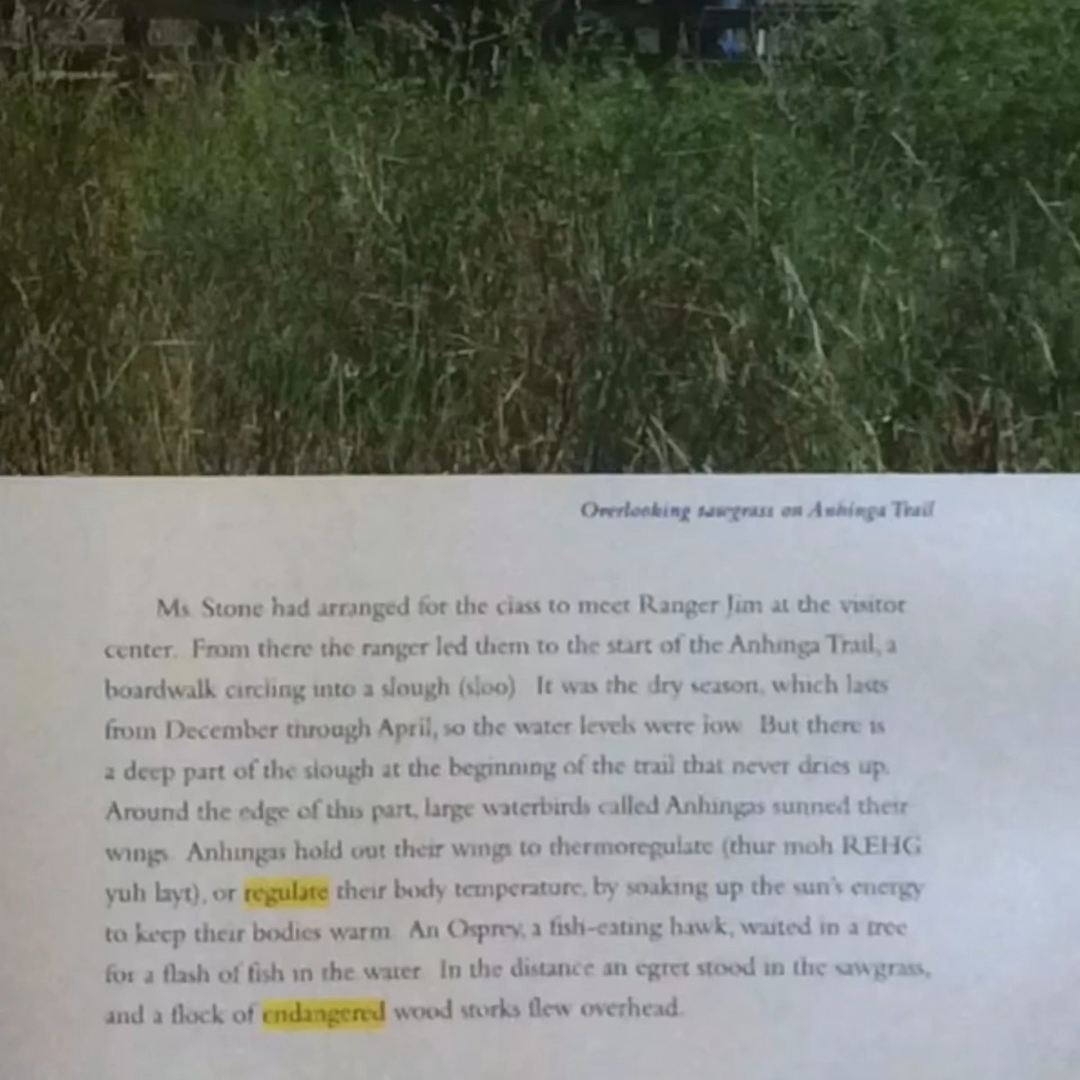 Overlooking sawgrass on Anhinga Trail
Ms. Stone had arranged for the class to meet Ranger Jim at the visitor
center. From there the ranger led them to the start of the Anhinga Trail, a
boardwalk circling into a slough (sloo). It was the dry season, which lasts
from December through April, so the water levels were low. But there is
a deep part of the slough at the beginning of the trail that never dries up.
Around the edge of this part, large waterbirds called Anhingas sunned their
wings. Anhingas hold out their wings to thermoregulate (thur moh REHG
yuh layt), or regulate their body temperature, by soaking up the sun's energy
to keep their bodies warm. An Osprey, a fish-eating hawk, waited in a tree
for a flash of fish in the water. In the distance an egret stood in the sawgrass,
and a flock of endangered wood storks flew overhead.